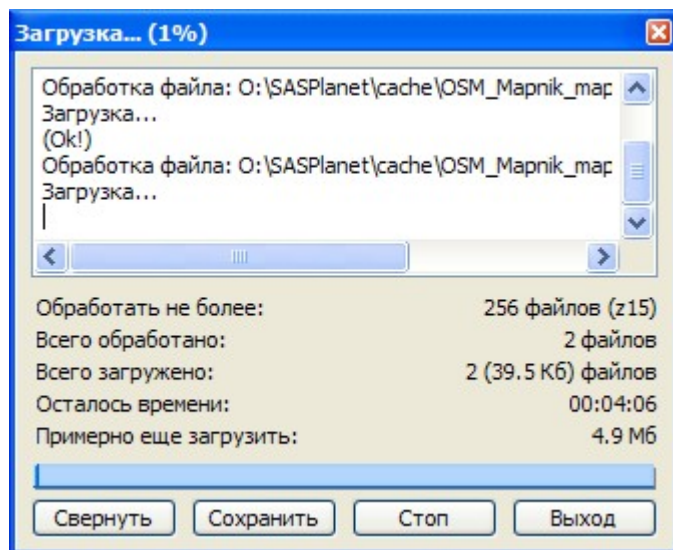 Загрузка... (1%)
Обработка файла: O:\SASPlanet\cache\OSM_Mapnik_map
Загрузка...
(Ok!)
Обработка файла: O:\SASPlanet\cache\OSM_Mapnik_map
Загрузка...
Обработать не более: 256 файлов (z15)
Всего обработано: 2 файлов
Всего загружено: 2 (39.5 Кб) файлов
Осталось времени: 00:04:06
Примерно еще загрузить: 4.9 Мб
Свернуть Сохранить Стоп Выход